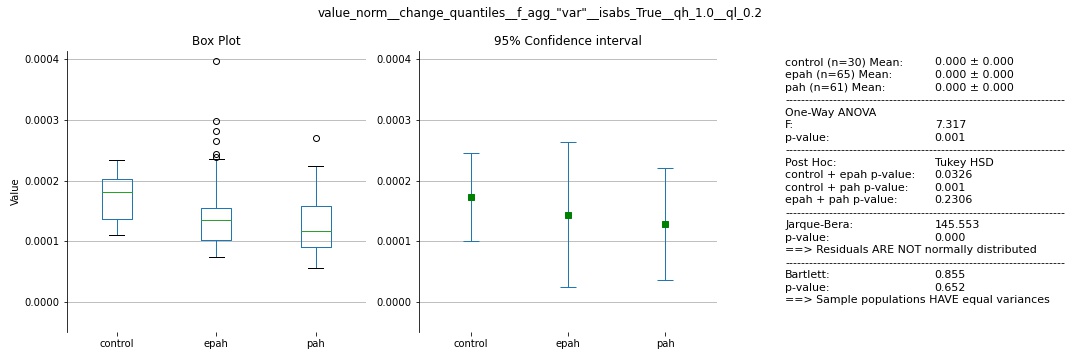 value_norm__change_quantiles__f_agg_"var"__isabs_True__qh_1.0__ql_0.2
Box Plot
Value
0.0004
0.0003
0.0002
0.0001
0.0000
control epah pah
95% Confidence interval
0.0004
0.0003
0.0002
0.0001
0.0000
control epah pah
control (n=30) Mean: 0.000 ± 0.000
epah (n=65) Mean: 0.000 ± 0.000
pah (n=61) Mean: 0.000 ± 0.000
One-Way ANOVA
F: 7.317
p-value: 0.001
Post Hoc: Tukey HSD
control + epah p-value: 0.0326
control + pah p-value: 0.001
epah + pah p-value: 0.2306
Jarque-Bera: 145.553
p-value: 0.000
==> Residuals ARE NOT normally distributed
Bartlett: 0.855
p-value: 0.652
==> Sample populations HAVE equal variances